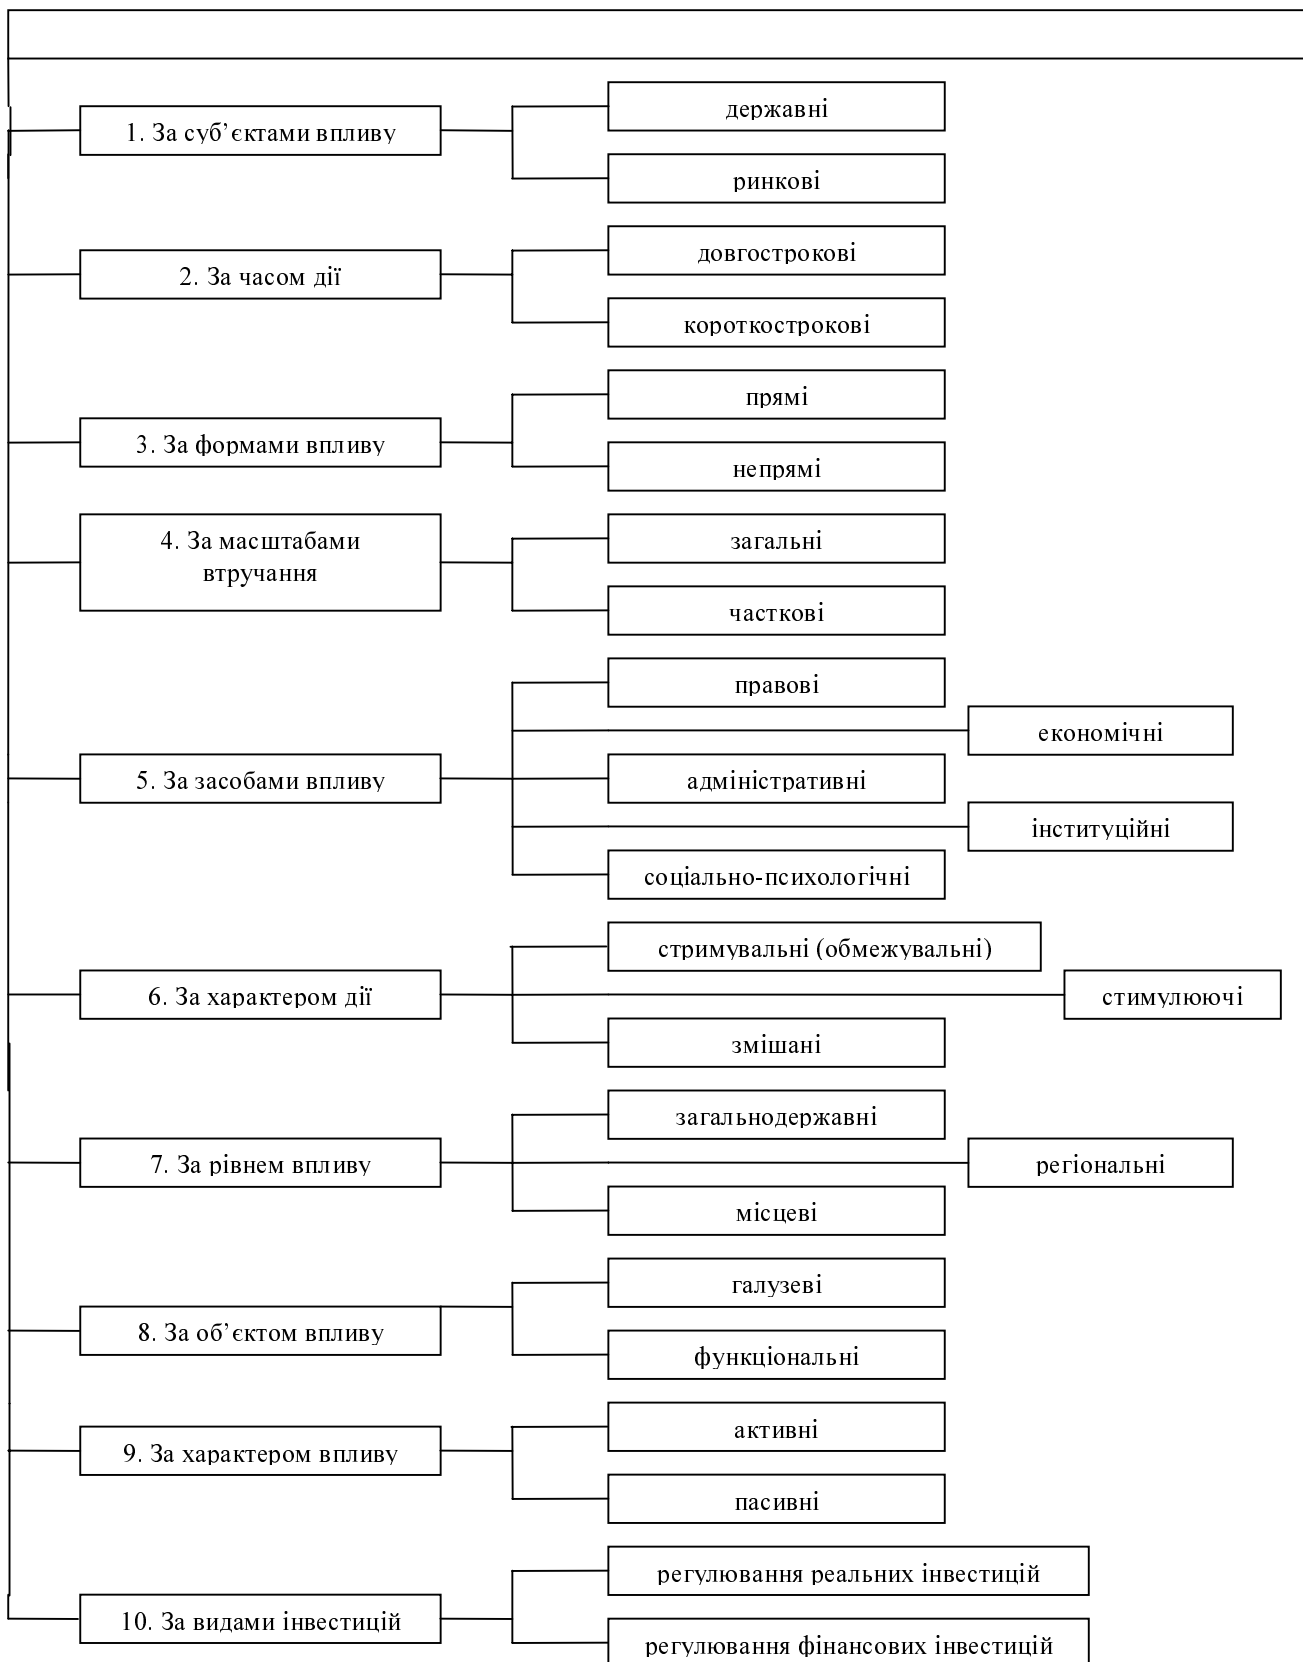 1. За суб’єктами впливу
державні
ринкові
2. За часом дії
довгострокові
короткострокові
3. За формами впливу
прямі
непрямі
4. За масштабами
втручання
загальні
часткові
5. За засобами впливу
правові
економічні
адміністративні
інституційні
соціально-психологічні
6. За характером дії
стримувальні (обмежувальні)
стимулюючі
змішані
7. За рівнем впливу
загальнодержавні
регіональні
місцеві
8. За об’єктом впливу
галузеві
функціональні
9. За характером впливу
активні
пасивні
10. За видами інвестицій
регулювання реальних інвестицій
регулювання фінансових інвестицій